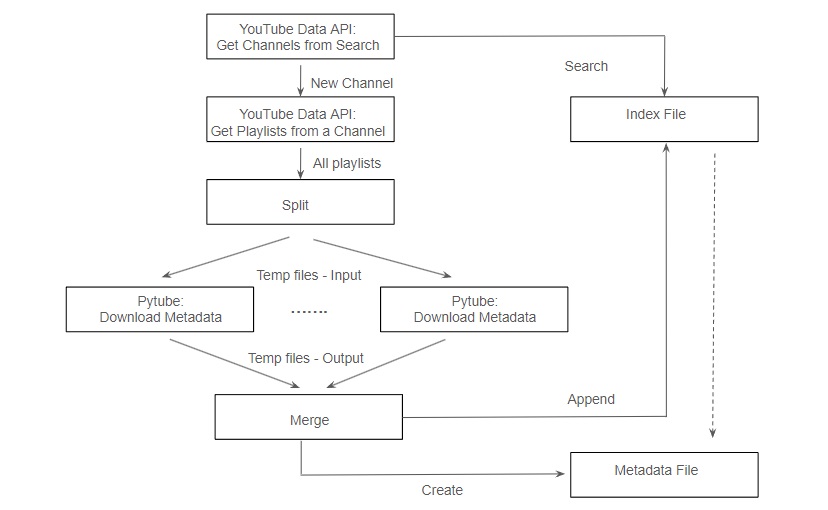 YouTube Data API:
Get Channels from Search
Search
New Channel
YouTube Data API:
Get Playlists from a Channel
Index File
All playlists
Split
Temp files - Input
Pytube:
Download Metadata
.......
Pytube:
Download Metadata
Temp files - Output
Merge
Append
Metadata File
Create